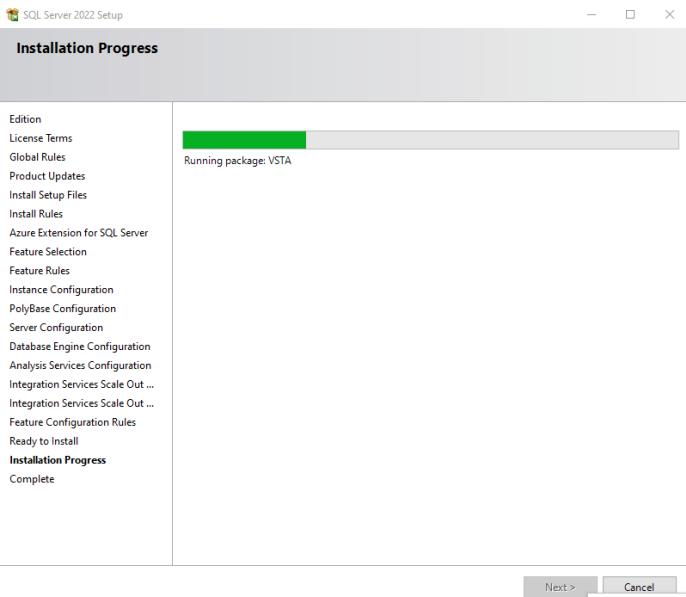 SQL Server 2022 Setup
Installation Progress
Edition
License Terms
Global Rules
Product Updates
Install Setup Files
Install Rules
Azure Extension for SQL Server
Feature Selection
Feature Rules
Instance Configuration
PolyBase Configuration
Server Configuration
Database Engine Configuration
Analysis Services Configuration
Integration Services Scale Out ...
Integration Services Scale Out ...
Feature Configuration Rules
Ready to Install
Installation Progress
Complete
Running package: VSTA
Next >
Cancel